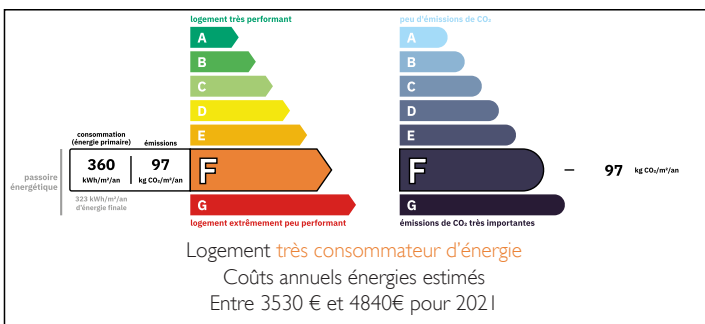 logement très performant
A
B
C
D
E
consommation
(énergie primaire)
émissions
360
97
kWh/m²/an
kg CO₂/m²/an
F
passoire
énergétique
323 kWh/m²/an
d'énergie finale
G
logement extrêmement peu performant
peu d'émissions de CO₂
A
B
C
D
E
F
97 kg CO₂/m²/an
G
émissions de CO₂ très importantes
Logement très consommateur d'énergie
Coûts annuels énergies estimés
Entre 3530 € et 4840€ pour 2021